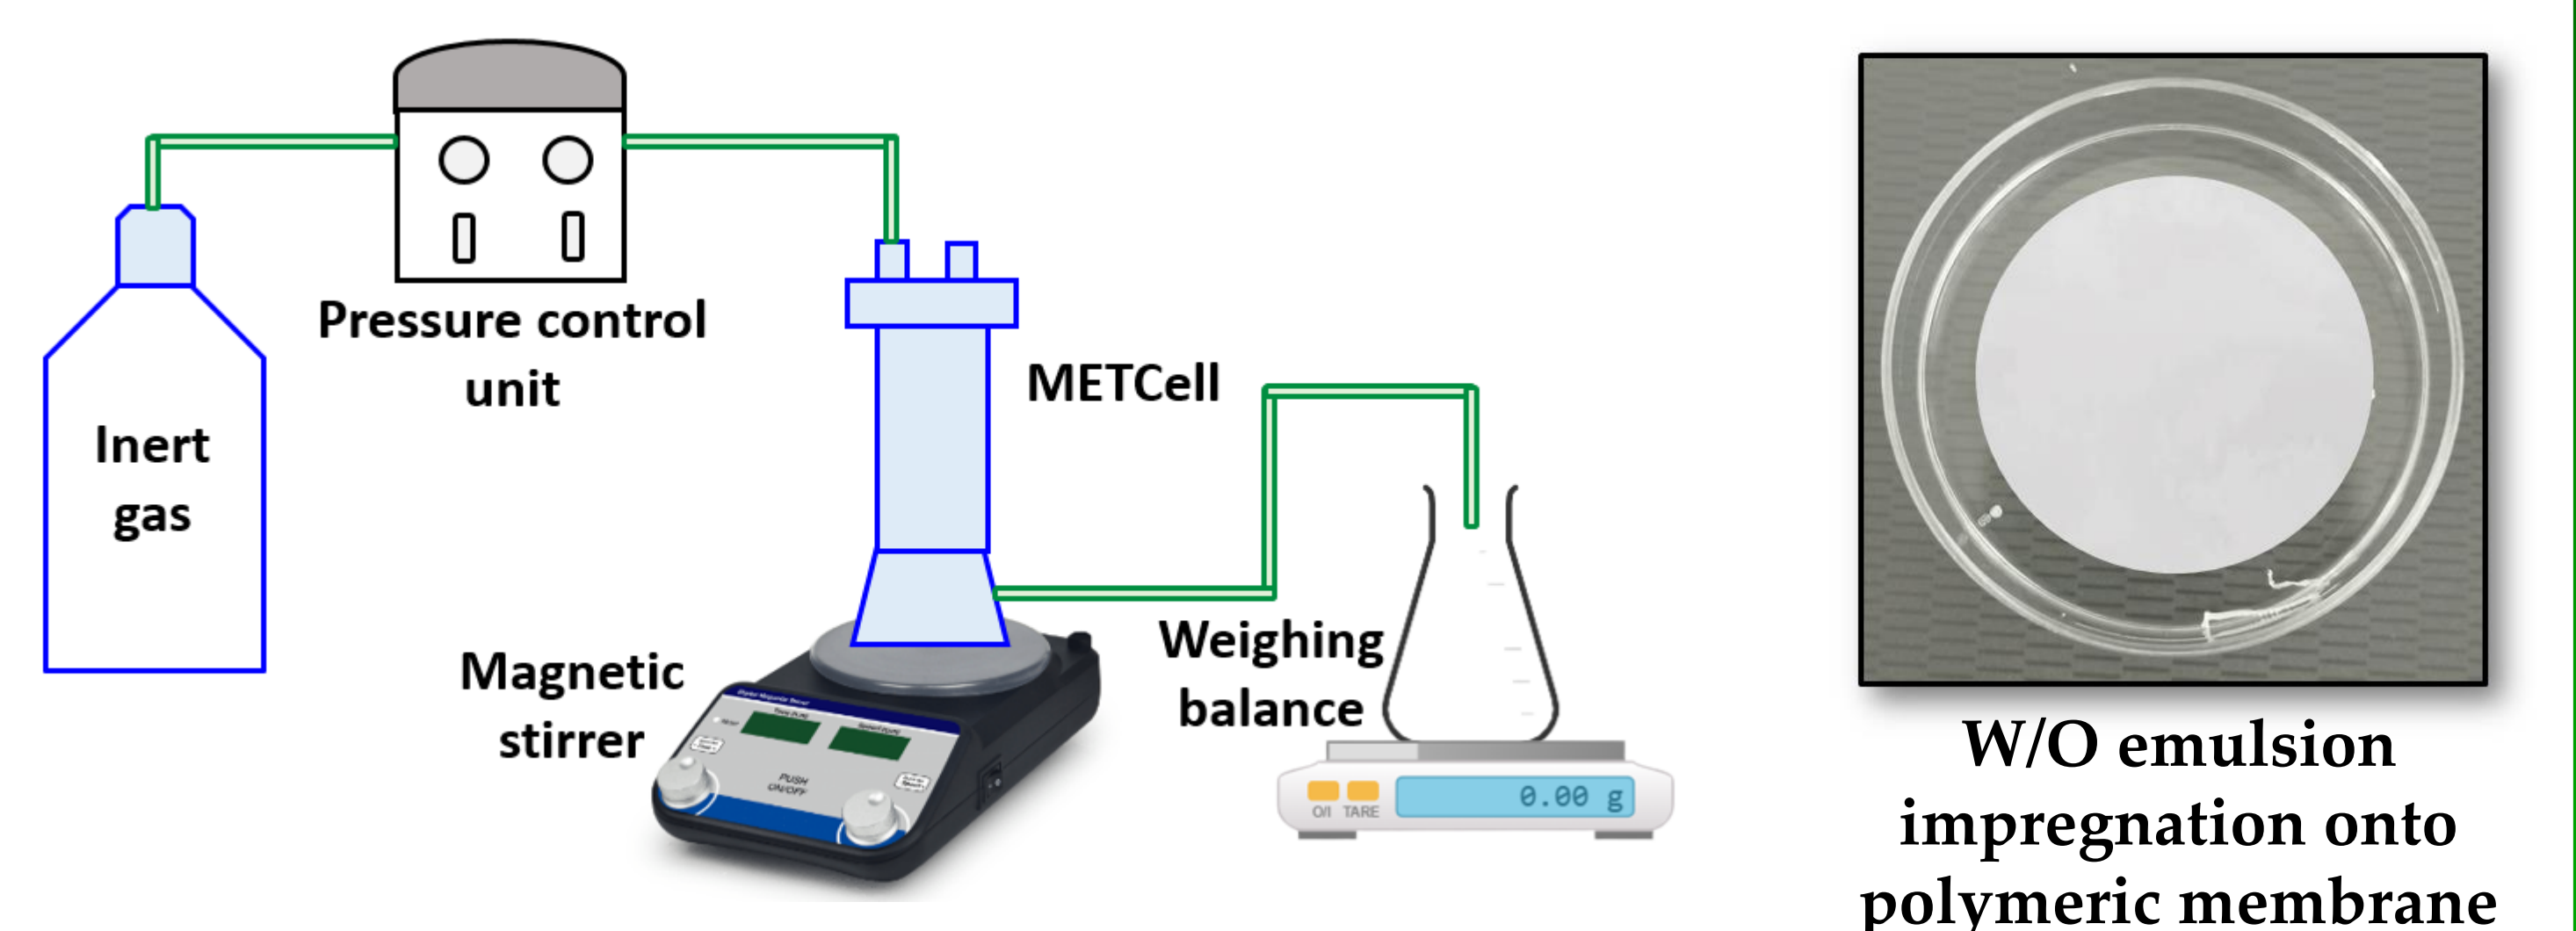 Pressure control
unit
Inert
gas
METCell
Magnetic
stirrer
Weighing
balance
PUSH
ON/OFF
0.00 g
O/I TARE
W/O emulsion
impregnation onto
polymeric membrane